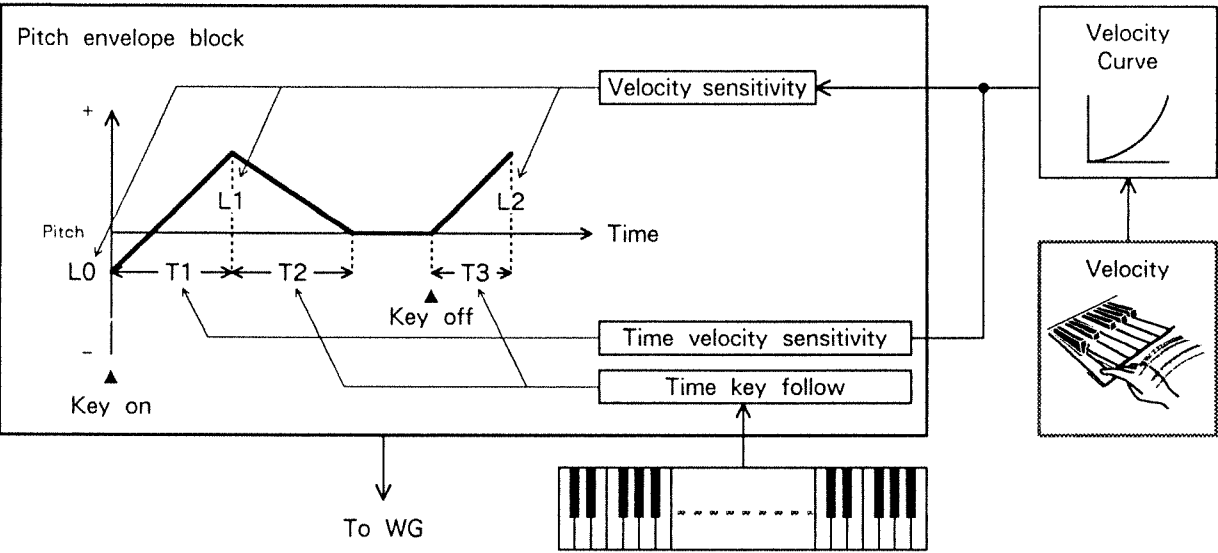 Pitch envelope block
Velocity
Curve
Velocity sensitivity
+
L1
L2
Pitch
Time
L0
T1
T2
T3
Velocity
Key off
Time velocity sensitivity
−
Time key follow
Key on
To WG